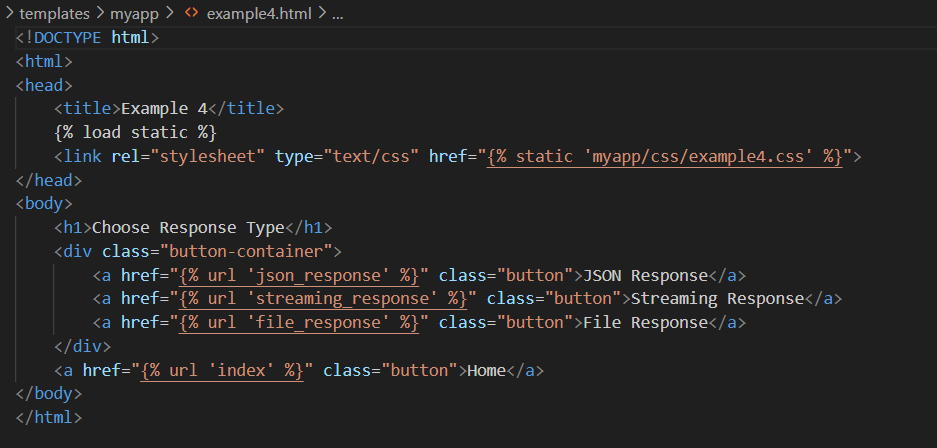 templates > myapp > <> example4.html > ...
<!DOCTYPE html>
<html>
<head>
    <title>Example 4</title>
    {% load static %}
    <link rel="stylesheet" type="text/css" href="{% static 'myapp/css/example4.css' %}">
</head>
<body>
    <h1>Choose Response Type</h1>
    <div class="button-container">
        <a href="{% url 'json_response' %}" class="button">JSON Response</a>
        <a href="{% url 'streaming_response' %}" class="button">Streaming Response</a>
        <a href="{% url 'file_response' %}" class="button">File Response</a>
    </div>
    <a href="{% url 'index' %}" class="button">Home</a>
</body>
</html>